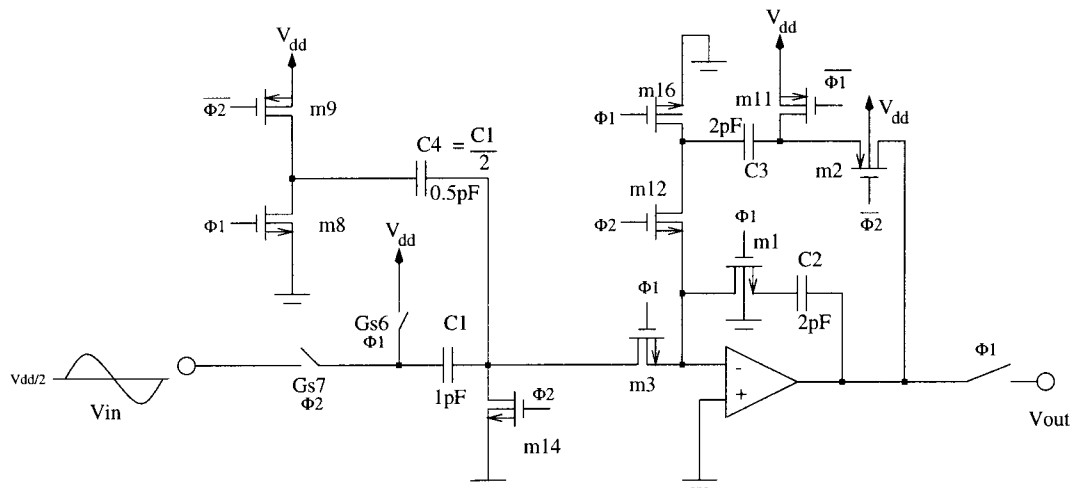 Vdd
Φ2
m9
C4 = C1/2
0.5pF
Φ1
m8
Vdd
Gs6
Φ1
C1
1pF
Vdd/2
Vin
Gs7
Φ2
Φ2
m14
Vdd
m16
Φ1
m11
Φ1
Vdd
2pF
C3
m2
Φ2
m12
Φ2
Φ1
m1
C2
2pF
Φ1
m3
-
+
Φ1
Vout